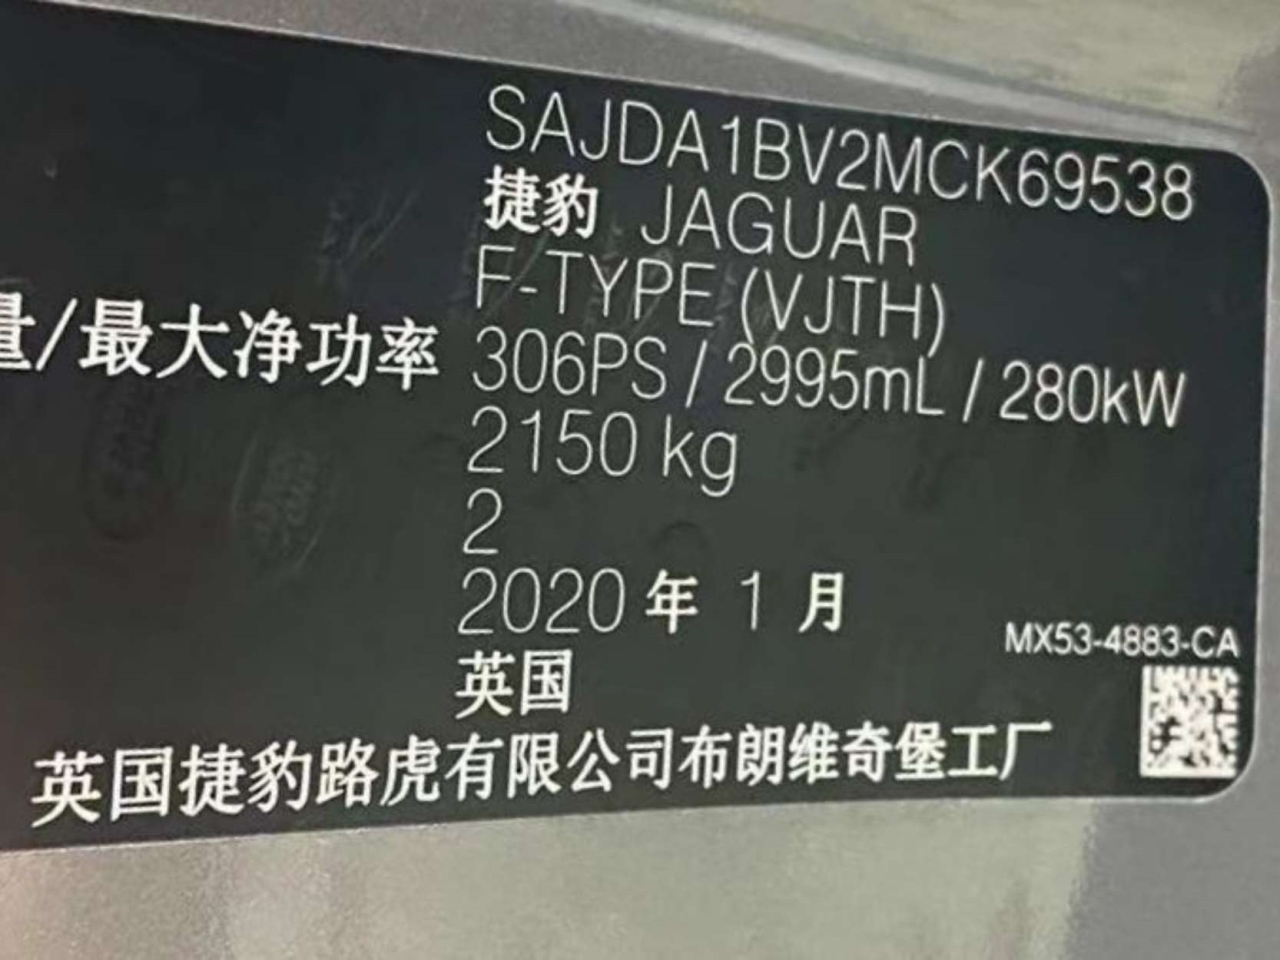 SAJDA1BV2MCK69538
捷豹 JAGUAR
F-TYPE (VJTH)
量/最大净功率 306PS / 2995mL / 280kW
2150 kg
2
2020 年 1 月
MX53-4883-CA
英国
英国捷豹路虎有限公司布朗维奇堡工厂